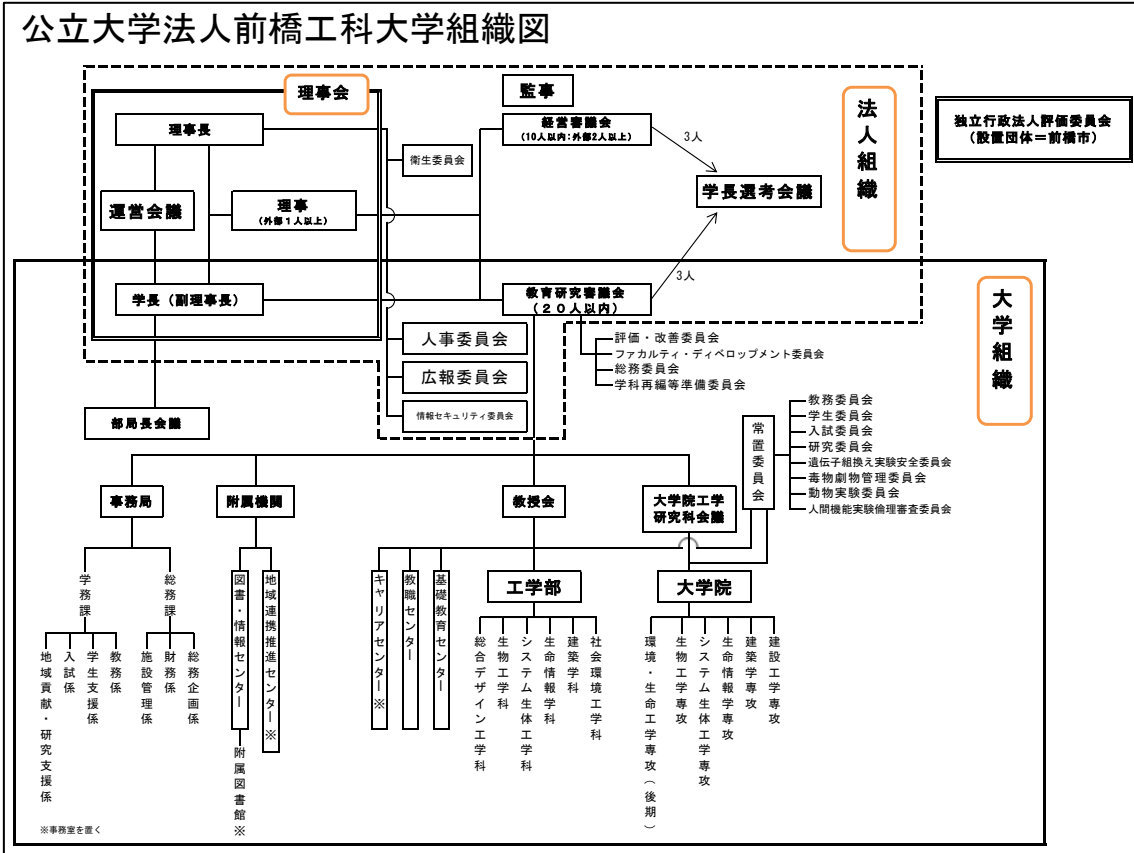 公立大学法人前橋工科大学組織図
理事会
監事
法人組織
独立行政法人評価委員会
(設置団体＝前橋市)
理事長
経営審議会
(10人以内:外部2人以上)
3人
衛生委員会
学長選考会議
運営会議
理事
(外部１人以上)
3人
大学組織
学長（副理事長）
教育研究審議会
(２０人以内)
人事委員会
広報委員会
情報セキュリティ委員会
評価・改善委員会
ファカルティ・ディベロップメント委員会
総務委員会
学科再編等準備委員会
部局長会議
常置委員会
教務委員会
学生委員会
入試委員会
研究委員会
遺伝子組換え実験安全委員会
毒物劇物管理委員会
動物実験委員会
人間機能実験倫理審査委員会
事務局
附属機関
教授会
大学院工学
研究科会議
学務課
総務課
図書・情報センター
地域連携推進センター※
キャリアセンター※
教職センター
基礎教育センター
工学部
大学院
地域貢献・研究支援係
入試係
学生支援係
教務係
施設管理係
財務係
総務企画係
附属図書館※
総合デザイン工学科
生物工学科
システム生体工学科
生命情報学科
建築学科
社会環境工学科
環境・生命工学専攻（後期）
生物工学専攻
システム生体工学専攻
生命情報学専攻
建築学専攻
建設工学専攻
※事務室を置く